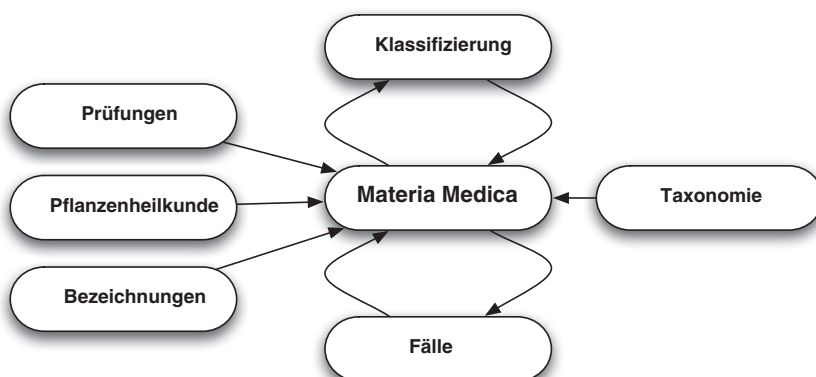 Klassifizierung
Prüfungen
Materia Medica
Pflanzenheilkunde
Taxonomie
Bezeichnungen
Fälle